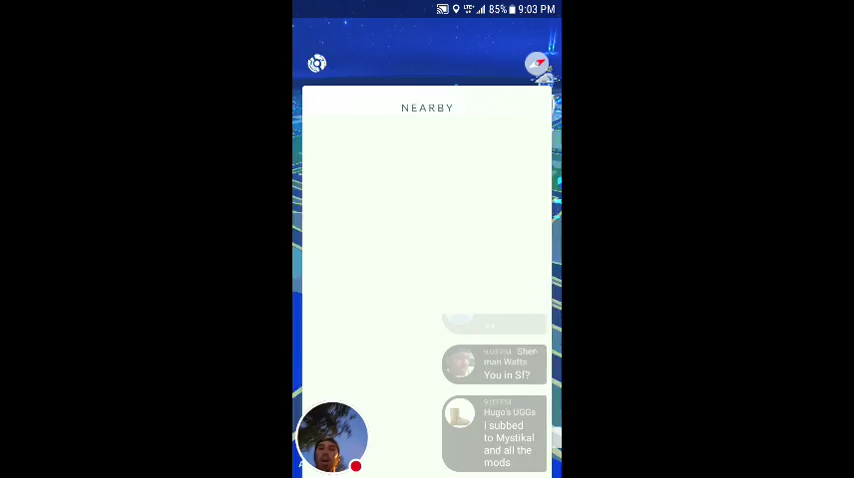 LTE 85% 9:03 PM
NEARBY
9:03 PM Sher-
man Watts
You in Sf?
9:03 PM
Hugo's UGGs
i subbed
to Mystikal
and all the
mods